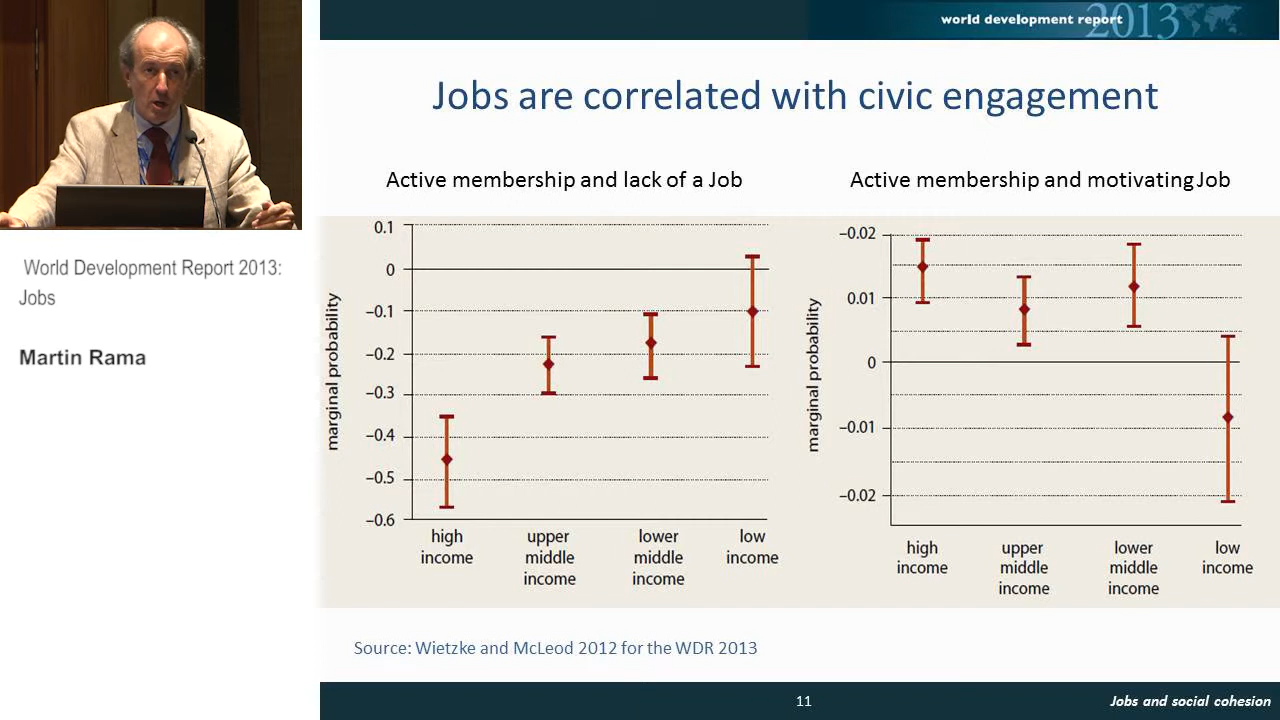 world development report 2013
Jobs are correlated with civic engagement
World Development Report 2013:
Jobs
Martin Rama
Active membership and lack of a Job
marginal probability
0.1
0
–0.1
–0.2
–0.3
–0.4
–0.5
–0.6
high
income
upper
middle
income
lower
middle
income
low
income
Active membership and motivating Job
marginal probability
–0.02
0.01
0
–0.01
–0.02
high
income
upper
middle
income
lower
middle
income
low
income
Source: Wietzke and McLeod 2012 for the WDR 2013
11
Jobs and social cohesion